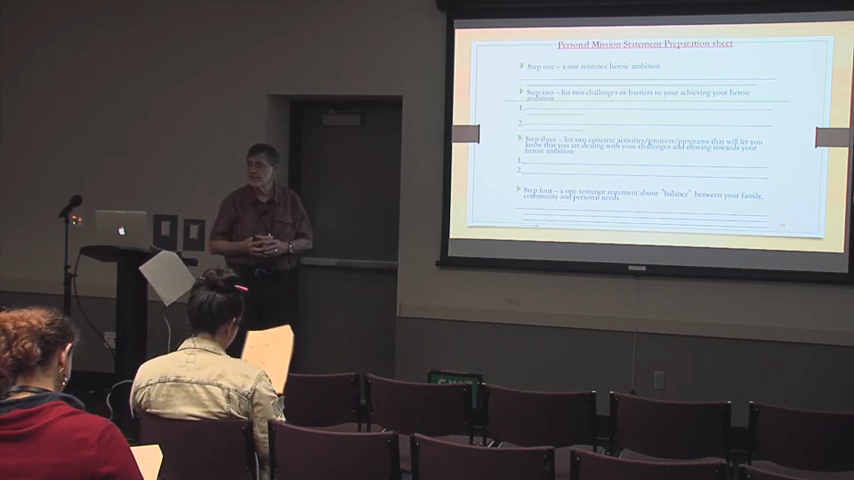 Personal Mission Statement Preparation sheet
Step one – a one sentence heroic ambition
Step two – list two challenges or barriers to your achieving your heroic
ambition
1.
2.
Step three – list two concrete activities/projects/programs that will let you
know that you are dealing with your challenges and moving towards your
heroic ambition
1.
2.
Step four – a one sentence statement about "balance" between your family,
community and personal needs